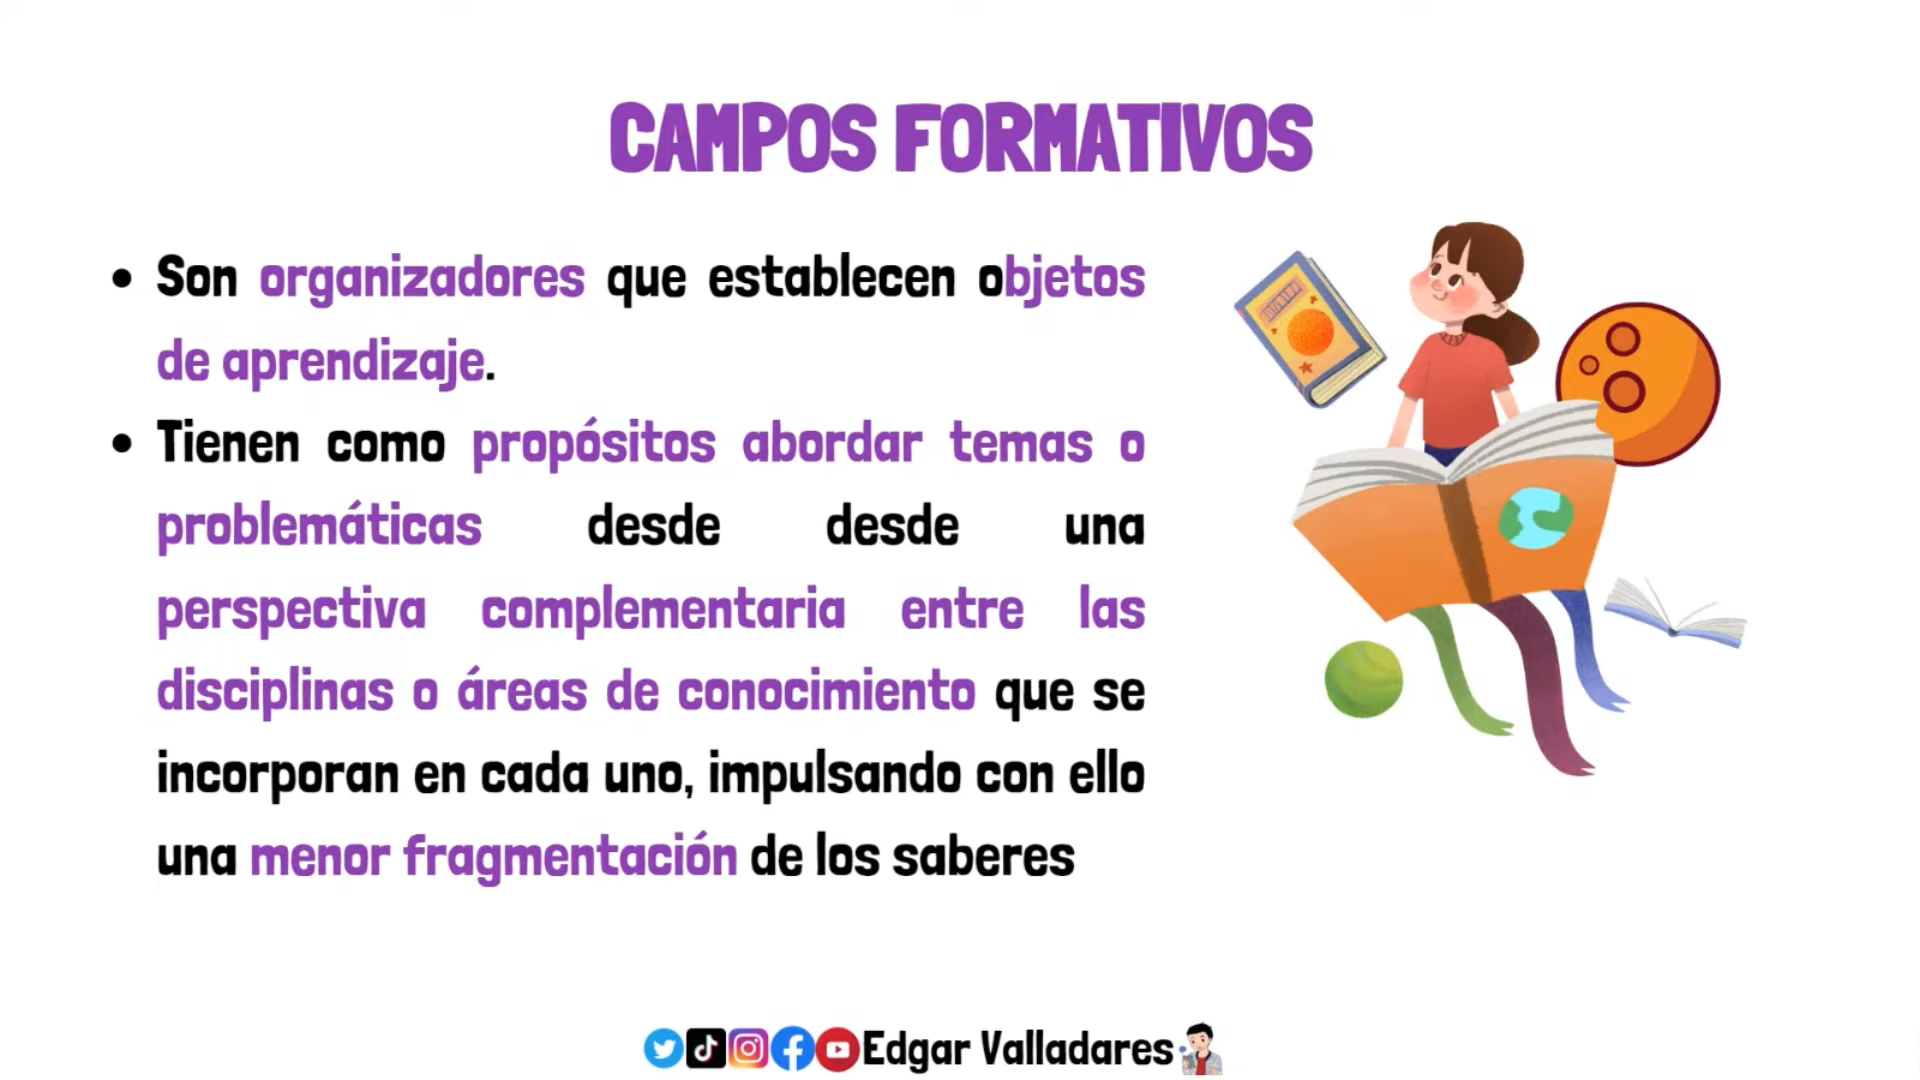 CAMPOS FORMATIVOS
• Son organizadores que establecen objetos
de aprendizaje.
• Tienen como propósitos abordar temas o
problemáticas desde desde una
perspectiva complementaria entre las
disciplinas o áreas de conocimiento que se
incorporan en cada uno, impulsando con ello
una menor fragmentación de los saberes
Edgar Valladares